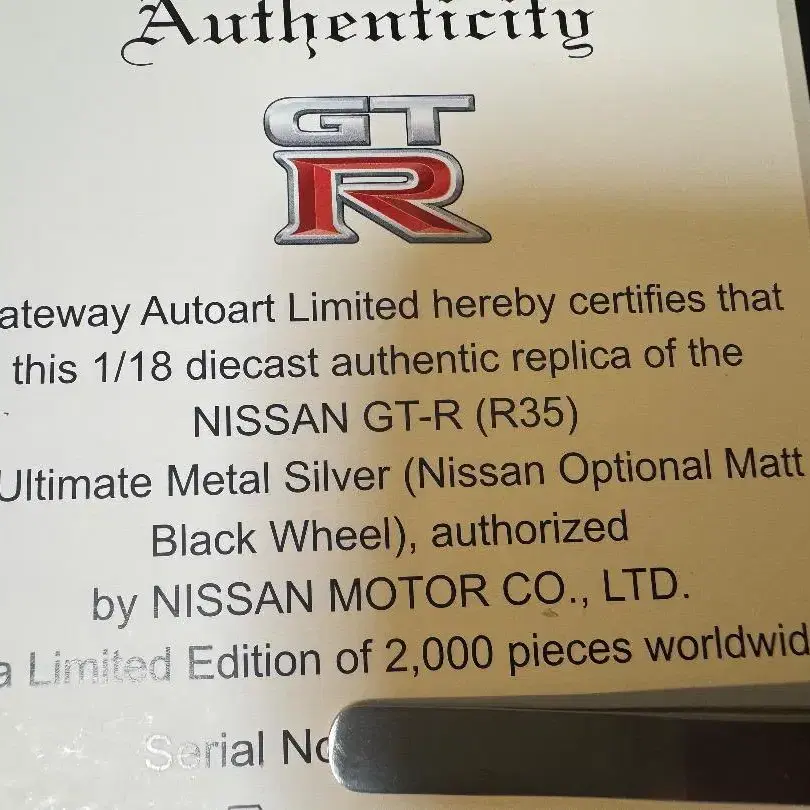 Authenticity
GT
R
ateway Autoart Limited hereby certifies that
this 1/18 diecast authentic replica of the
NISSAN GT-R (R35)
Ultimate Metal Silver (Nissan Optional Matt
Black Wheel), authorized
by NISSAN MOTOR CO., LTD.
a Limited Edition of 2,000 pieces worldwid
Serial No